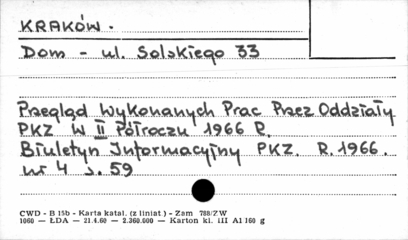 KRAKÓW.
Dom - ul. Solskiego 33
Przegląd Wykonanych Prac Przez Oddziały
PKZ w II Półroczu 1966 R.
Biuletyn Informacyjny PKZ. R. 1966.
nr 4 s. 59
CWD - B 15b - Karta katal. (z liniat) - Zam 788/ZW
1060 — ŁDA — 21.4.60 — 2.360.000 — Karton kl. III A1 160 g